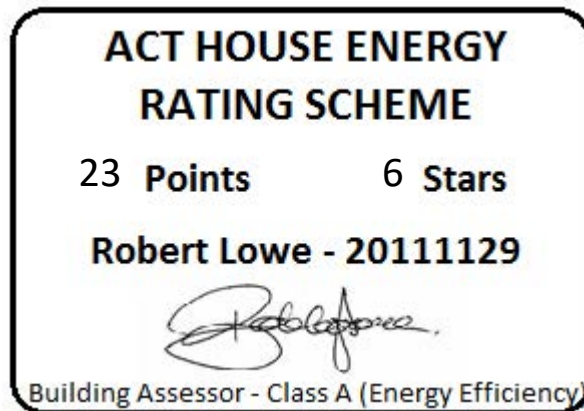 ACT HOUSE ENERGY
RATING SCHEME
23 Points 6 Stars
Robert Lowe - 20111129
Building Assessor - Class A (Energy Efficiency)